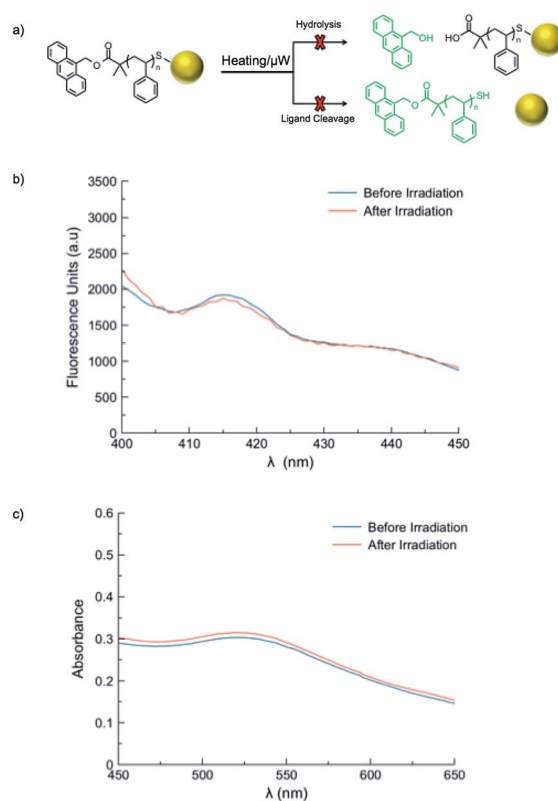 a)
O
O
S
n
Heating/µW
Hydrolysis
OH
HO
O
S
n
Ligand Cleavage
O
O
SH
n
b)
Before Irradiation
After Irradiation
Fluorescence Units (a.u)
3500
3000
2500
2000
1500
1000
500
0
400 410 420 430 440 450
λ (nm)
c)
Before Irradiation
After Irradiation
Absorbance
0.6
0.5
0.4
0.3
0.2
0.1
0
450 500 550 600 650
λ (nm)